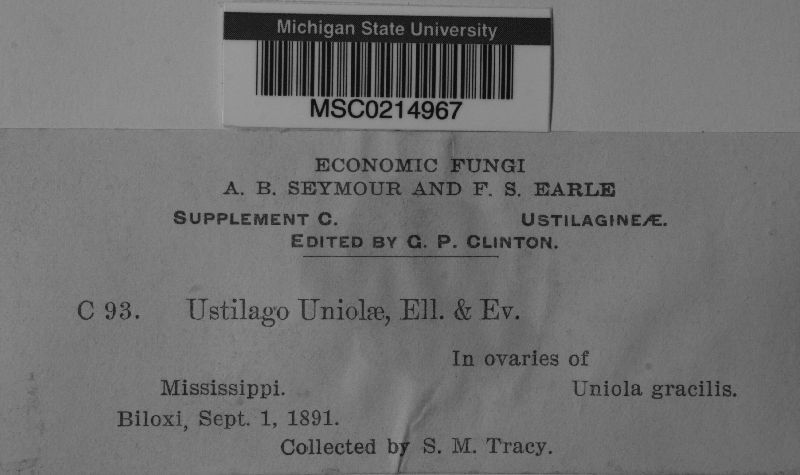 Michigan State University
MSC0214967
ECONOMIC FUNGI
A. B. SEYMOUR AND F. S. EARLE
SUPPLEMENT C. USTILAGINEÆ.
EDITED BY G. P. CLINTON.
C 93. Ustilago Uniolæ, Ell. & Ev.
In ovaries of
Mississippi. Uniola gracilis.
Biloxi, Sept. 1, 1891.
Collected by S. M. Tracy.